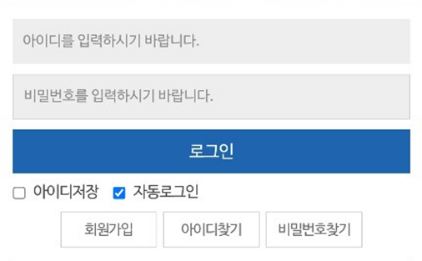 아이디를 입력하시기 바랍니다.
비밀번호를 입력하시기 바랍니다.
로그인
아이디저장 자동로그인
회원가입 아이디찾기 비밀번호찾기